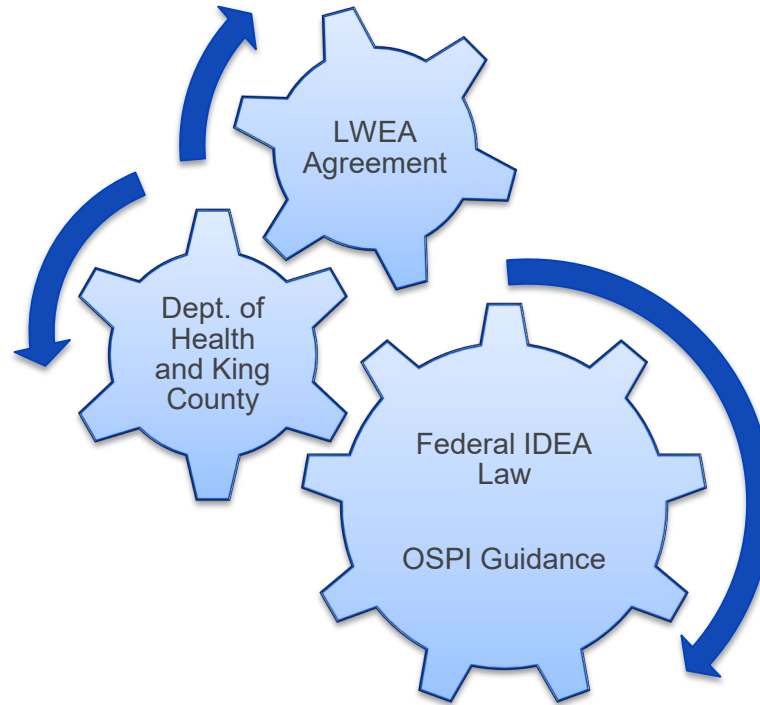 LWEA
Agreement
Dept. of
Health
and King
County
Federal IDEA
Law
OSPI Guidance